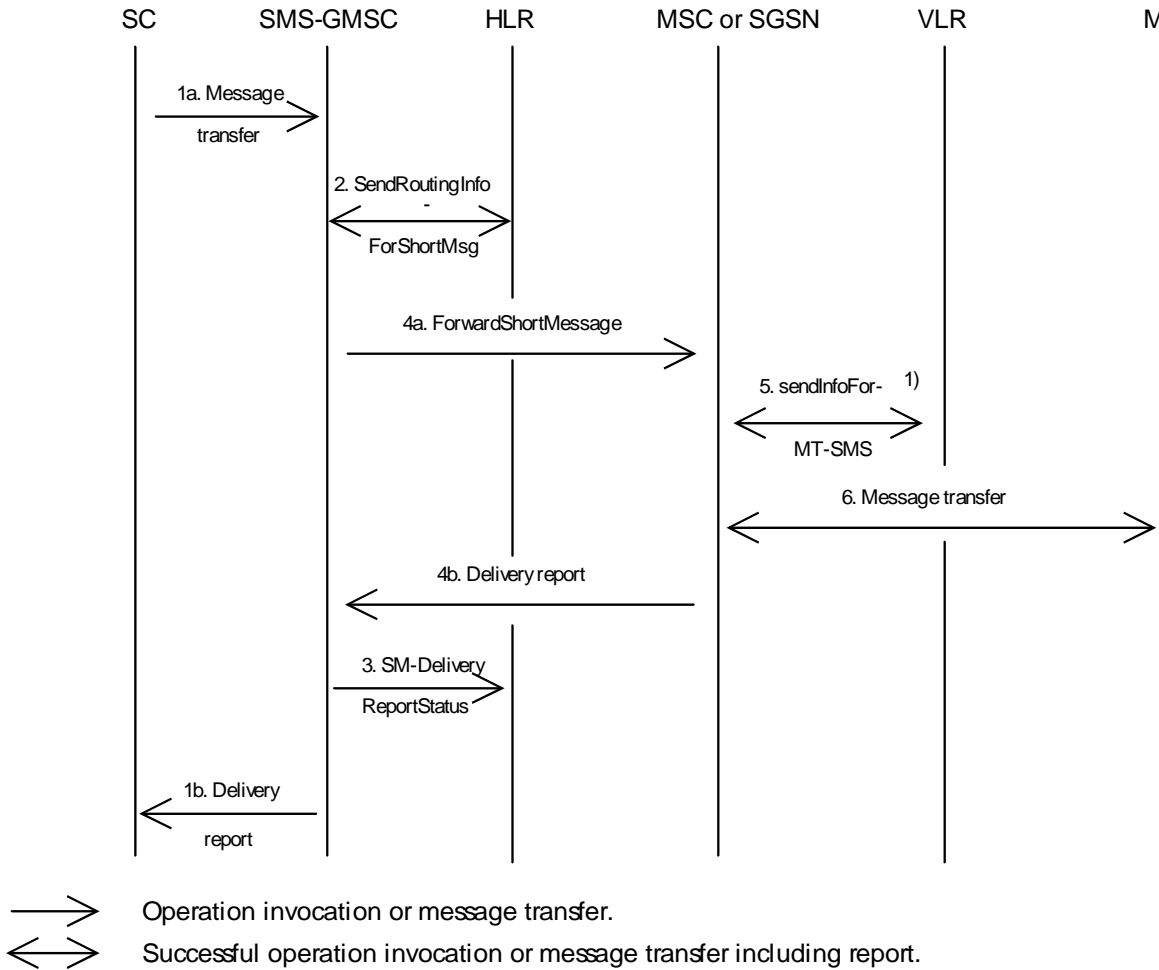 SC SMS-GMSC HLR MSC or SGSN VLR M
1a. Message
transfer
2. SendRoutingInfo
-
ForShortMsg
4a. ForwardShortMessage
5. sendInfoFor- 1)
MT-SMS
6. Message transfer
4b. Delivery report
3. SM-Delivery
ReportStatus
1b. Delivery
report
Operation invocation or message transfer.
Successful operation invocation or message transfer including report.